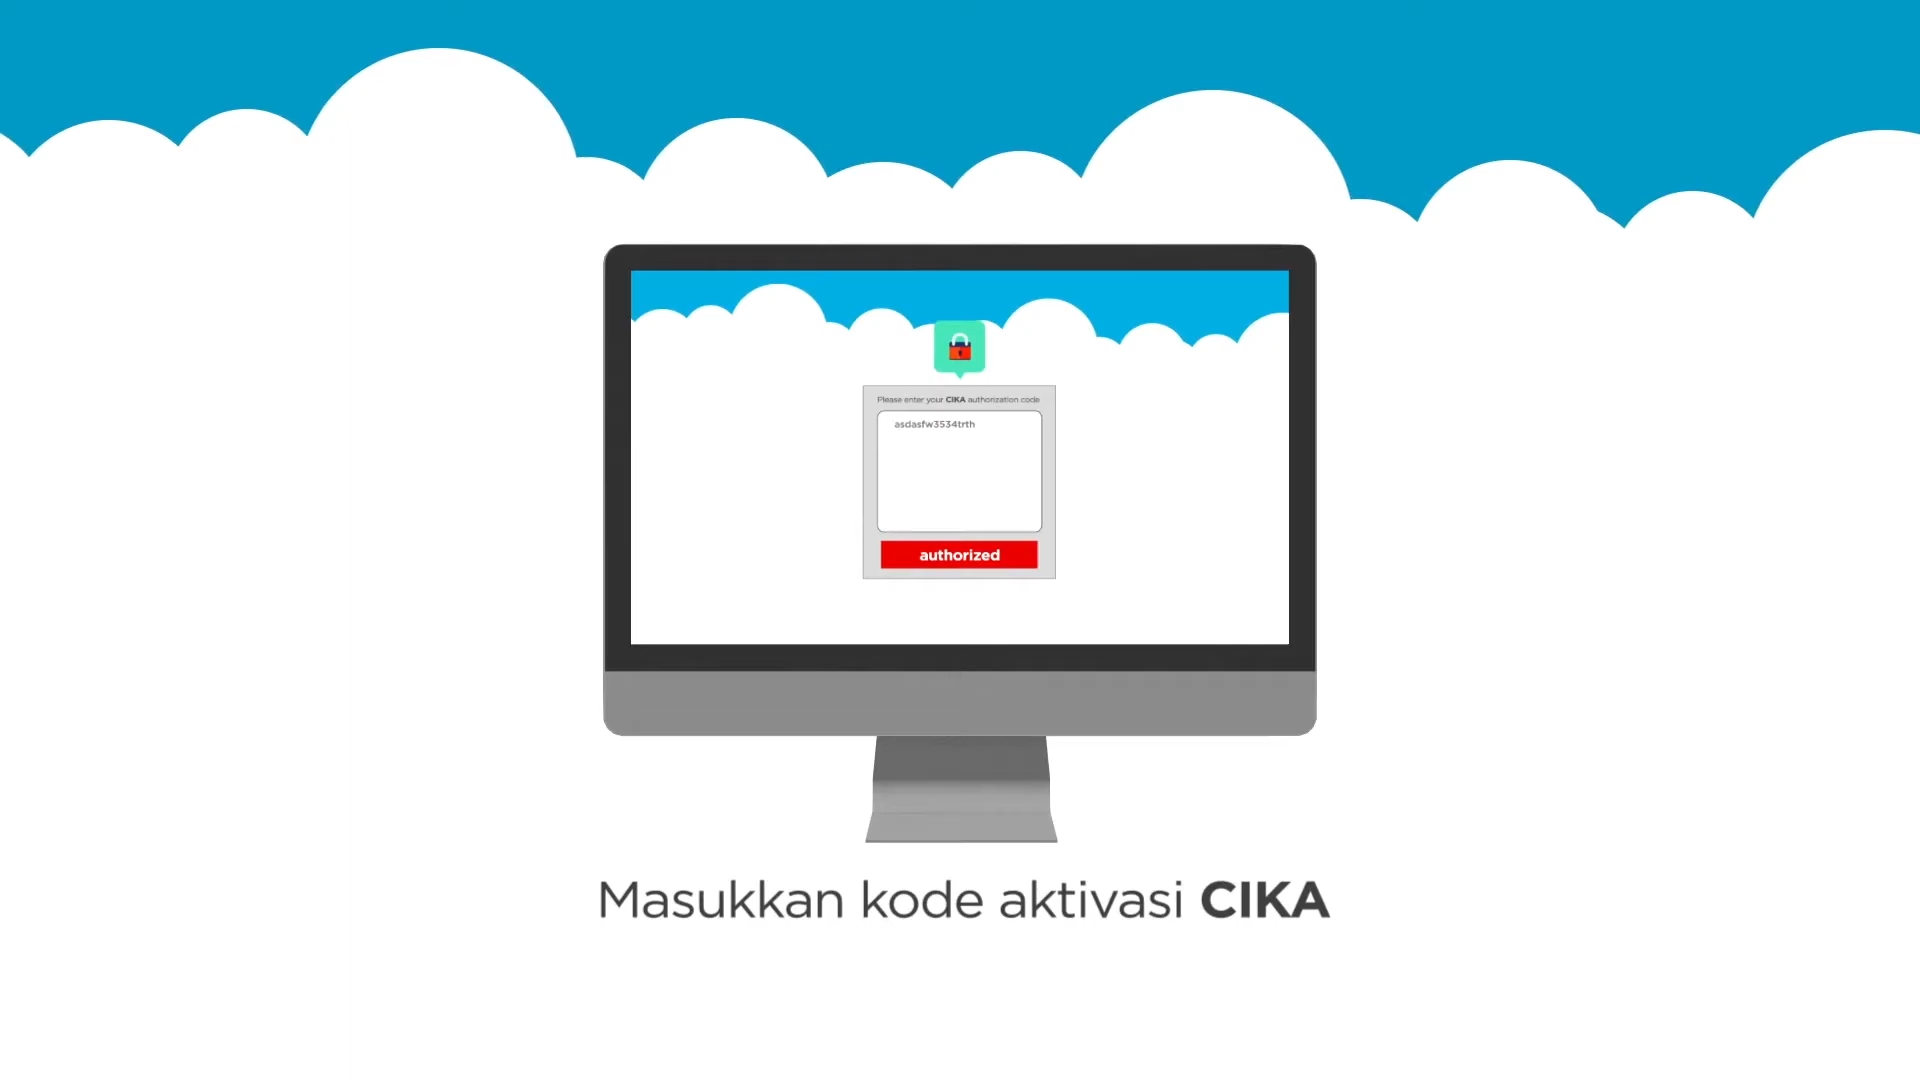 Please enter your CIKA authorization code
asdasfw3534trth
authorized
Masukkan kode aktivasi CIKA